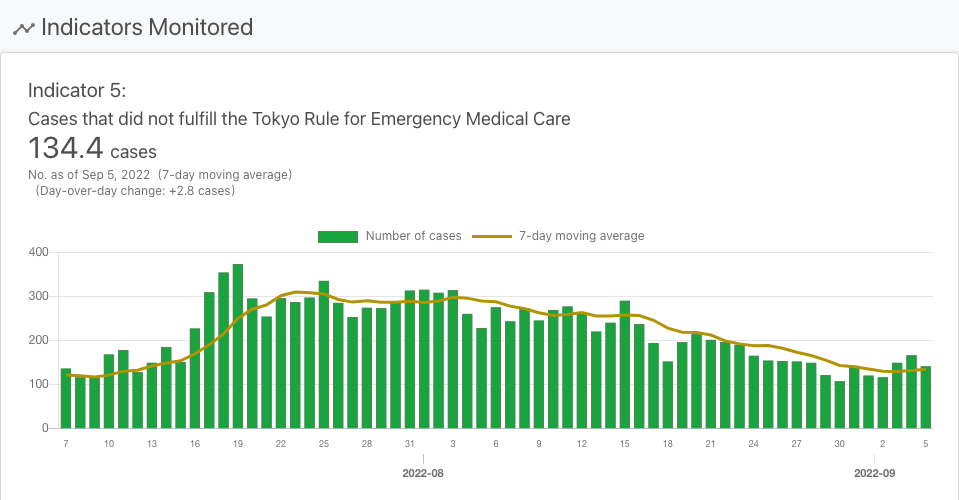 Indicators Monitored
Indicator 5:
Cases that did not fulfill the Tokyo Rule for Emergency Medical Care
134.4 cases
No. as of Sep 5, 2022 (7-day moving average)
(Day-over-day change: +2.8 cases)
Number of cases 7-day moving average
400
300
200
100
0
7 10 13 16 19 22 25 28 31 3 6 9 12 15 18 21 24 27 30 2 5
2022-08 2022-09